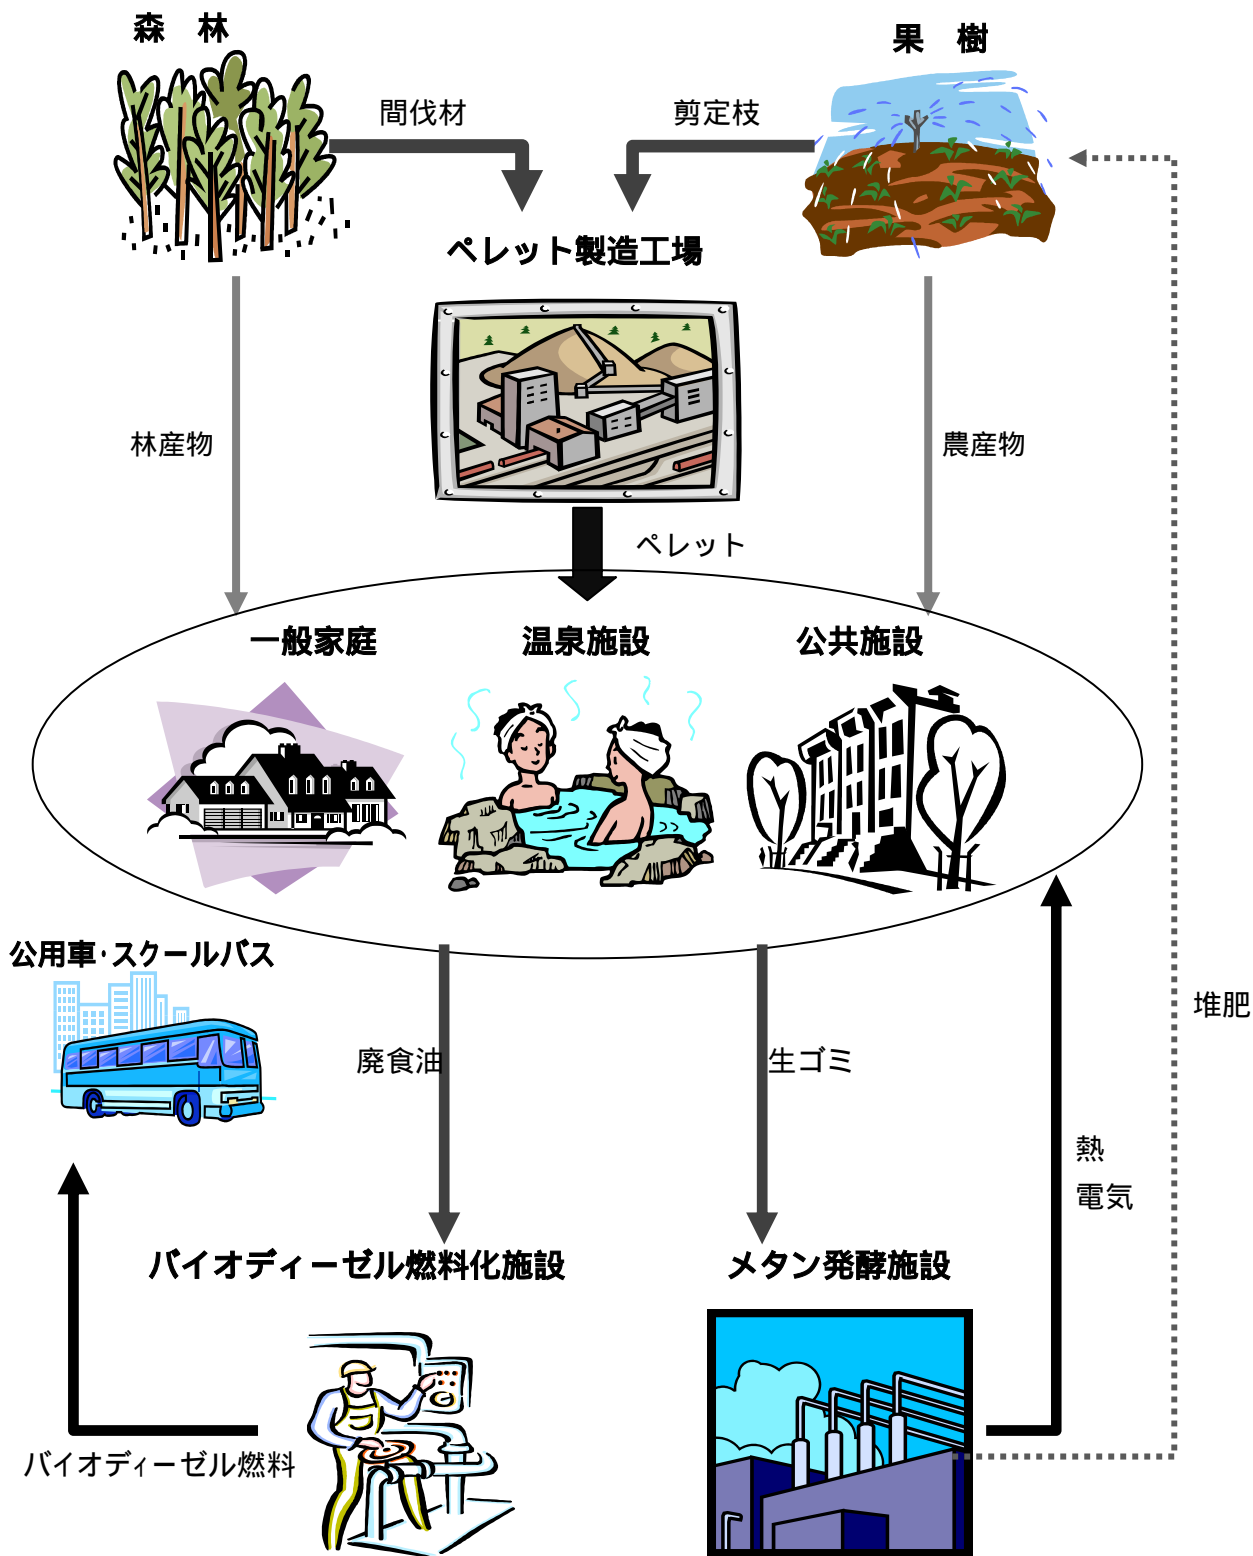 森　林
果　樹
間伐材
剪定枝
ペレット製造工場
林産物
農産物
ペレット
一般家庭
温泉施設
公共施設
公用車・スクールバス
堆肥
廃食油
生ゴミ
熱
電気
バイオディーゼル燃料化施設
メタン発酵施設
バイオディーゼル燃料